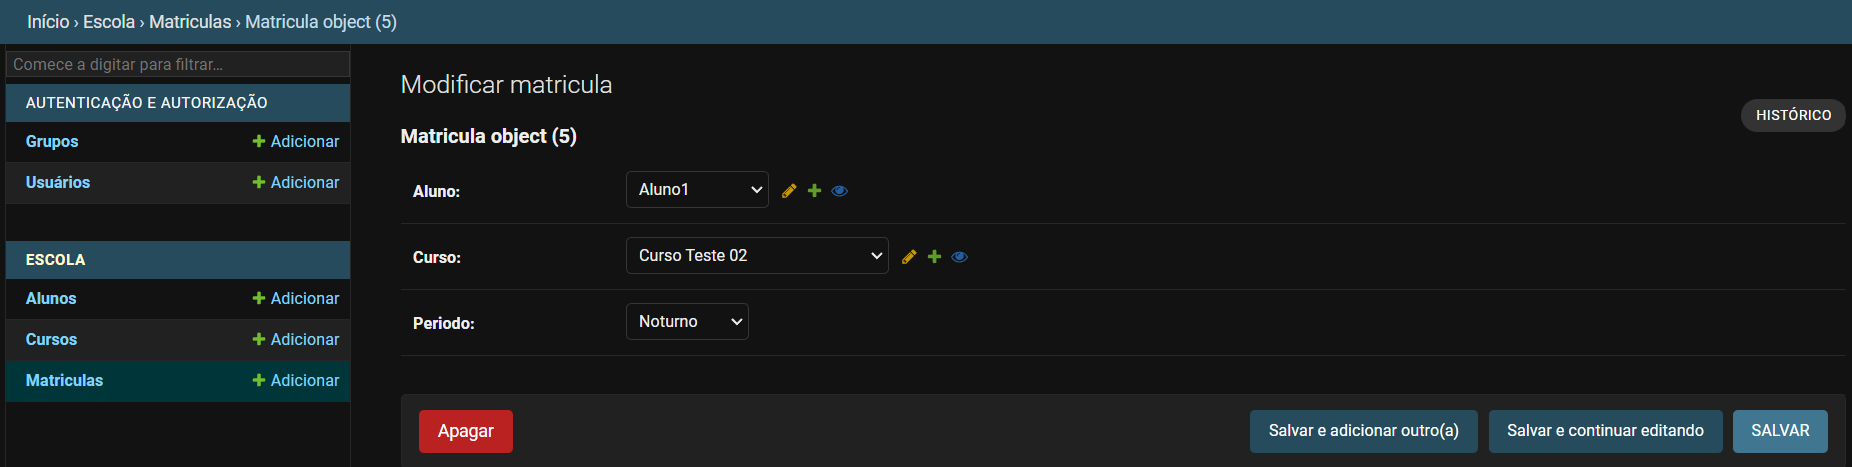 Início › Escola › Matriculas › Matricula object (5)
Comece a digitar para filtrar…
AUTENTICAÇÃO E AUTORIZAÇÃO
Grupos Adicionar
Usuários Adicionar
ESCOLA
Alunos Adicionar
Cursos Adicionar
Matriculas Adicionar
Modificar matricula
HISTÓRICO
Matricula object (5)
Aluno: Aluno1
Curso: Curso Teste 02
Periodo: Noturno
Apagar Salvar e adicionar outro(a) Salvar e continuar editando SALVAR